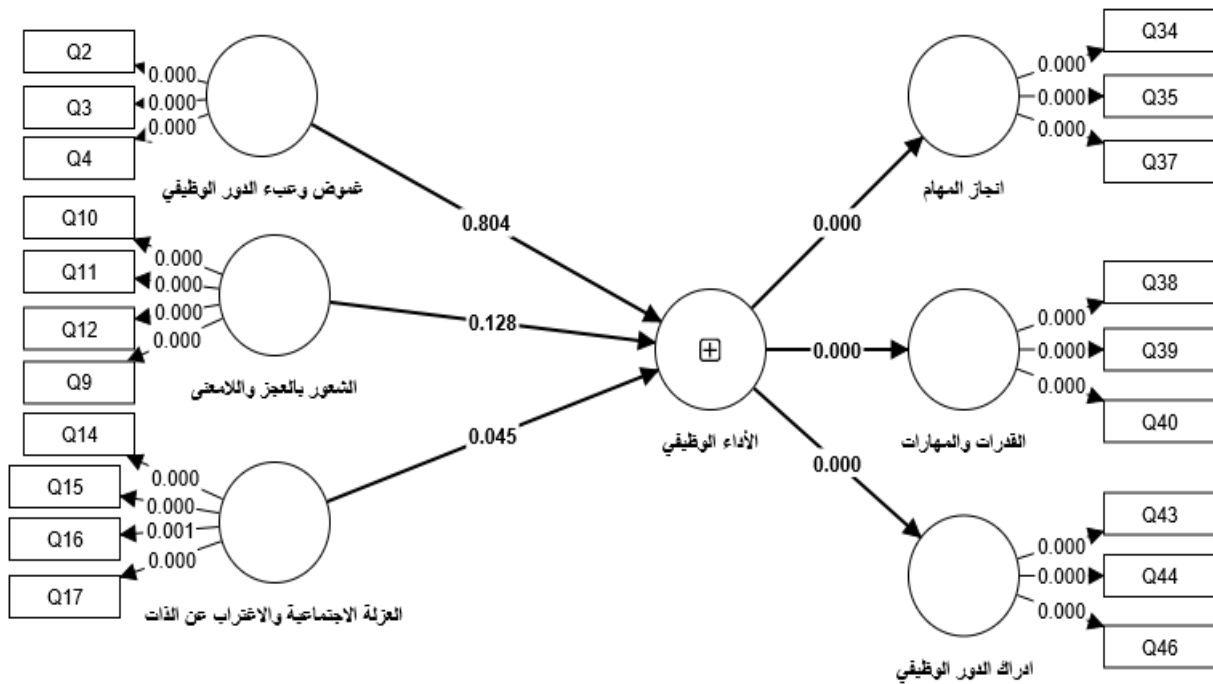 Q2
0.000
Q3
0.000
Q4
0.000
غموض وعبء الدور الوظيفي
0.804
Q10
0.000
Q11
0.000
Q12
0.000
Q9
0.000
الشعور بالعجز واللامعنى
0.128
Q14
0.000
Q15
0.000
Q16
0.001
Q17
0.000
العزلة الاجتماعية والاغتراب عن الذات
0.045
الأداء الوظيفي
0.000
Q34
0.000
Q35
0.000
Q37
0.000
انجاز المهام
0.000
Q38
0.000
Q39
0.000
Q40
0.000
القدرات والمهارات
0.000
Q43
0.000
Q44
0.000
Q46
0.000
ادراك الدور الوظيفي